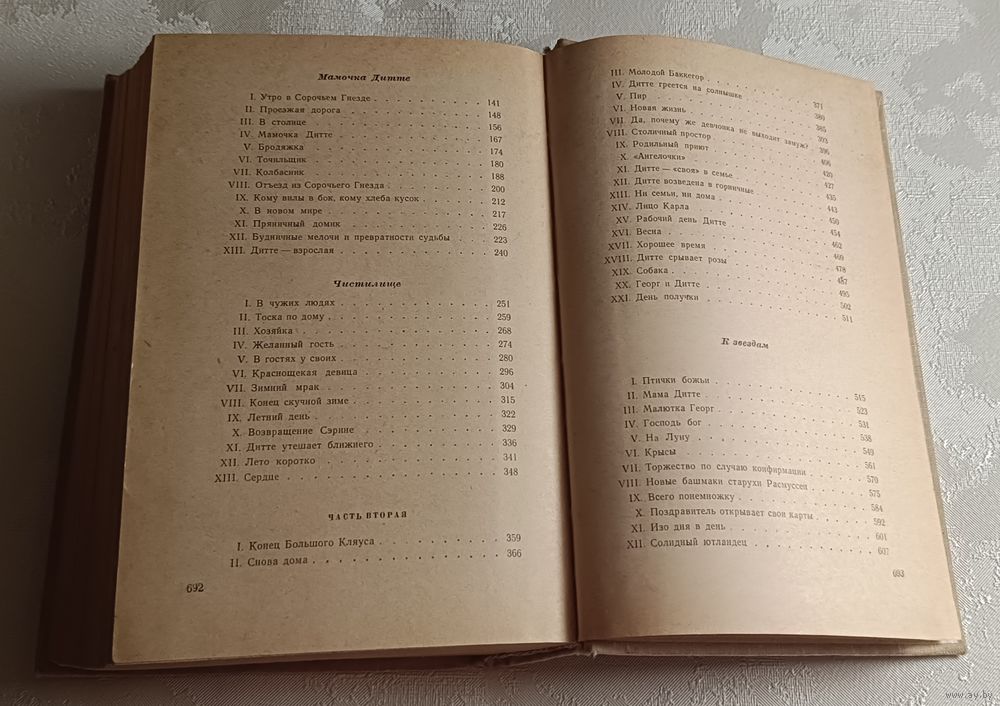 Мамочка Дитте
I. Утро в Сорочьем Гнезде . . . . . . . . . . 141
II. Проезжая дорога . . . . . . . . . . 148
III. В столице . . . . . . . . . . 156
IV. Мамочка Дитте . . . . . . . . . . 167
V. Бродяжка . . . . . . . . . . 174
VI. Точильщик . . . . . . . . . . 180
VII. Колбасник . . . . . . . . . . 188
VIII. Отъезд из Сорочьего Гнезда . . . . . . . . . . 200
IX. Кому вилы в бок, кому хлеба кусок . . . . . . 212
X. В новом мире . . . . . . . . . . 217
XI. Пряничный домик . . . . . . . . . . 226
XII. Будничные мелочи и превратности судьбы . . . 223
XIII. Дитте — взрослая . . . . . . . . . . 240
Чистилище
I. В чужих людях . . . . . . . . . . 251
II. Тоска по дому . . . . . . . . . . 259
III. Хозяйка . . . . . . . . . . 268
IV. Желанный гость . . . . . . . . . . 274
V. В гостях у своих . . . . . . . . . . 280
VI. Краснощекая девица . . . . . . . . . . 296
VII. Зимний мрак . . . . . . . . . . 304
VIII. Конец скучной зиме . . . . . . . . . . 315
IX. Летний день . . . . . . . . . . 322
X. Возвращение Сэрине . . . . . . . . . . 329
XI. Дитте утешает ближнего . . . . . . . . . . 336
XII. Лето коротко . . . . . . . . . . 341
XIII. Сердце . . . . . . . . . . 348
ЧАСТЬ ВТОРАЯ
I. Конец Большого Кляуса . . . . . . . . . . 359
II. Снова дома . . . . . . . . . . 366
692
III. Молодой Баккегор . . . . . . . . . . 371
IV. Дитте греется на солнышке . . . . . . . . . . 380
V. Пир . . . . . . . . . . 385
VI. Новая жизнь . . . . . . . . . . 393
VII. Да, почему же девчонка не выходит замуж? 396
VIII. Столичный простор . . . . . . . . . . 408
IX. Родильный приют . . . . . . . . . . 420
X. «Ангелочки» . . . . . . . . . . 427
XI. Дитте — «своя» в семье . . . . . . . . . . 435
XII. Дитте возведена в горничные . . . . . . . . . . 443
XIII. Ни семьи, ни дома . . . . . . . . . . 450
XIV. Лицо Карла . . . . . . . . . . 454
XV. Рабочий день Дитте . . . . . . . . . . 462
XVI. Весна . . . . . . . . . . 469
XVII. Хорошее время . . . . . . . . . . 478
XVIII. Дитте срывает розы . . . . . . . . . . 487
XIX. Собака . . . . . . . . . . 495
XX. Георг и Дитте . . . . . . . . . . 502
XXI. День получки . . . . . . . . . . 511
К звездам
I. Птички божьи . . . . . . . . . . 515
II. Мама Дитте . . . . . . . . . . 523
III. Малютка Георг . . . . . . . . . . 531
IV. Господь бог . . . . . . . . . . 538
V. На Луну . . . . . . . . . . 549
VI. Крысы . . . . . . . . . . 561
VII. Торжество по случаю конфирмации . . . . . . 570
VIII. Новые башмаки старухи Расмуссен . . . . . . 575
IX. Всего понемножку . . . . . . . . . . 584
X. Поздравитель открывает свои карты . . . . . 592
XI. Изо дня в день . . . . . . . . . . 601
XII. Солидный ютландец . . . . . . . . . . 607
693
www.ay.by